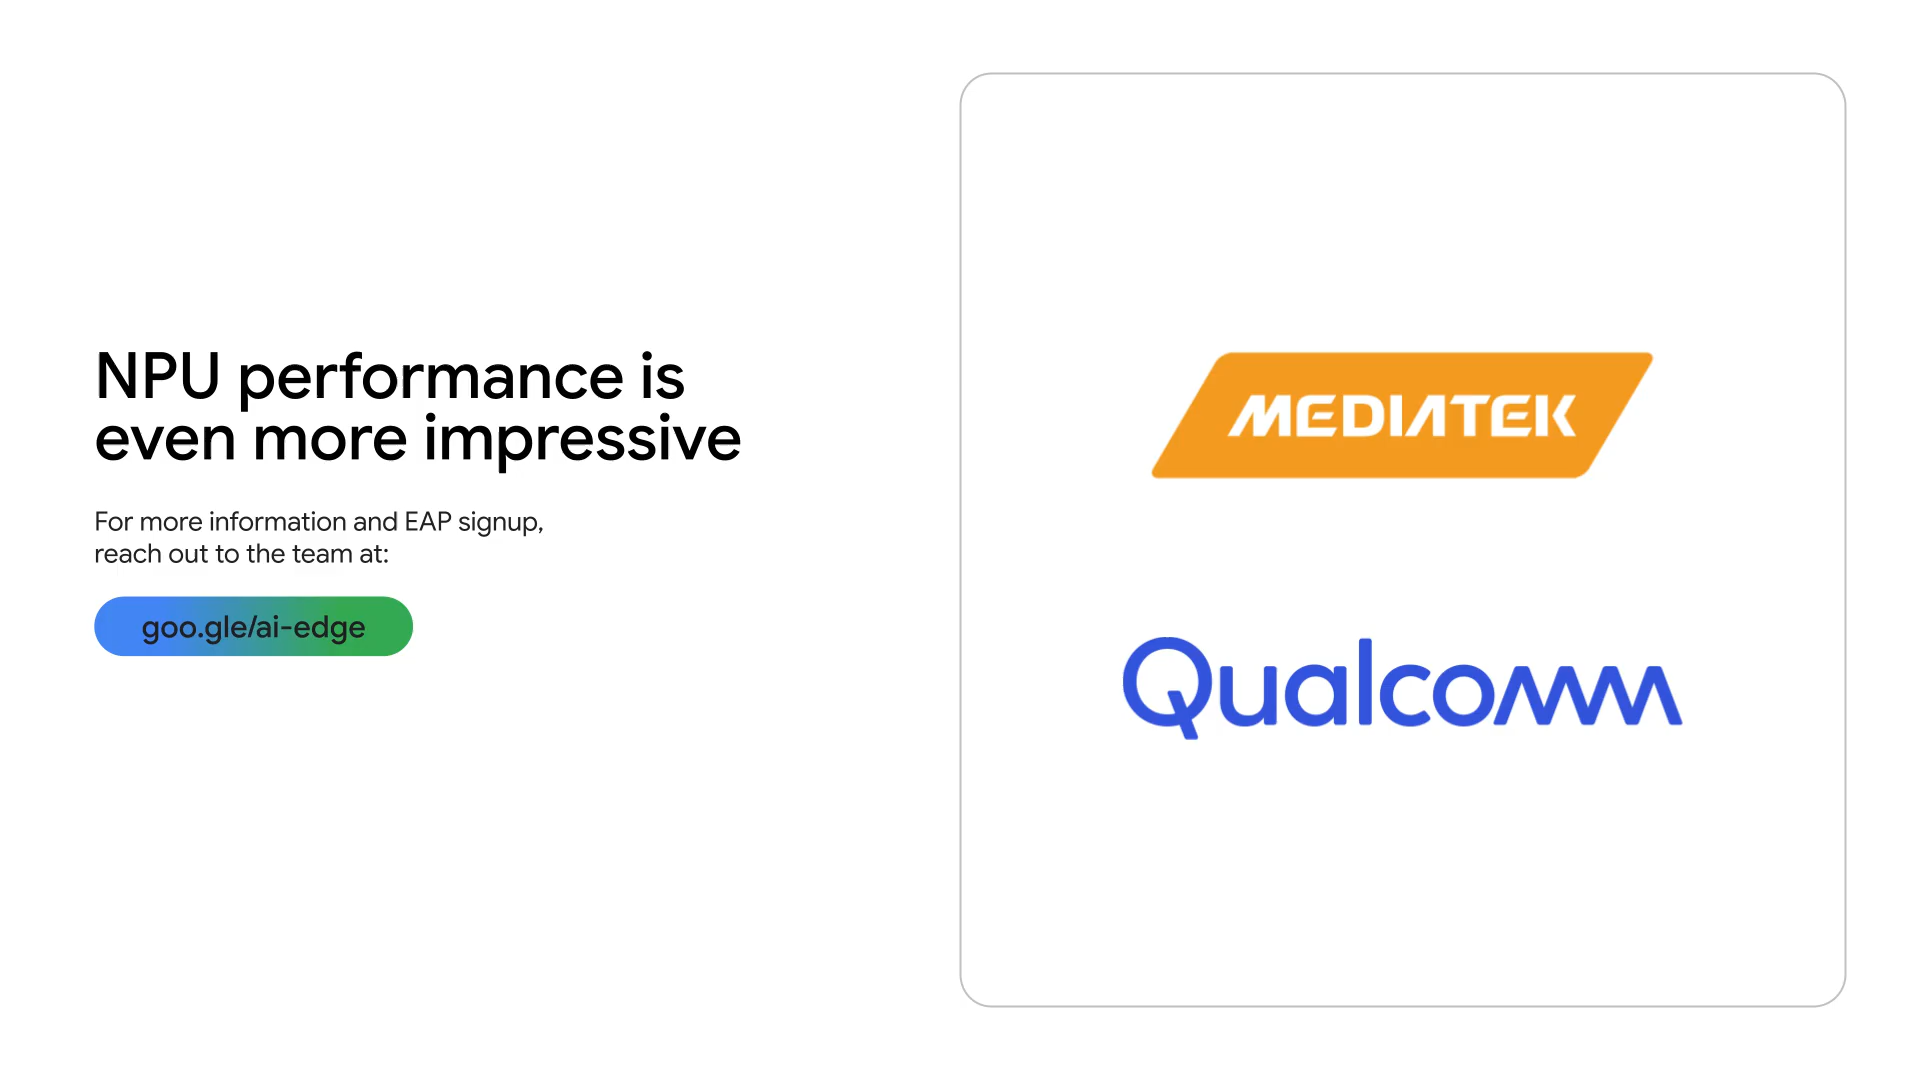 NPU performance is
even more impressive
For more information and EAP signup,
reach out to the team at:
goo.gle/ai-edge
MEDIATEK
Qualcomm